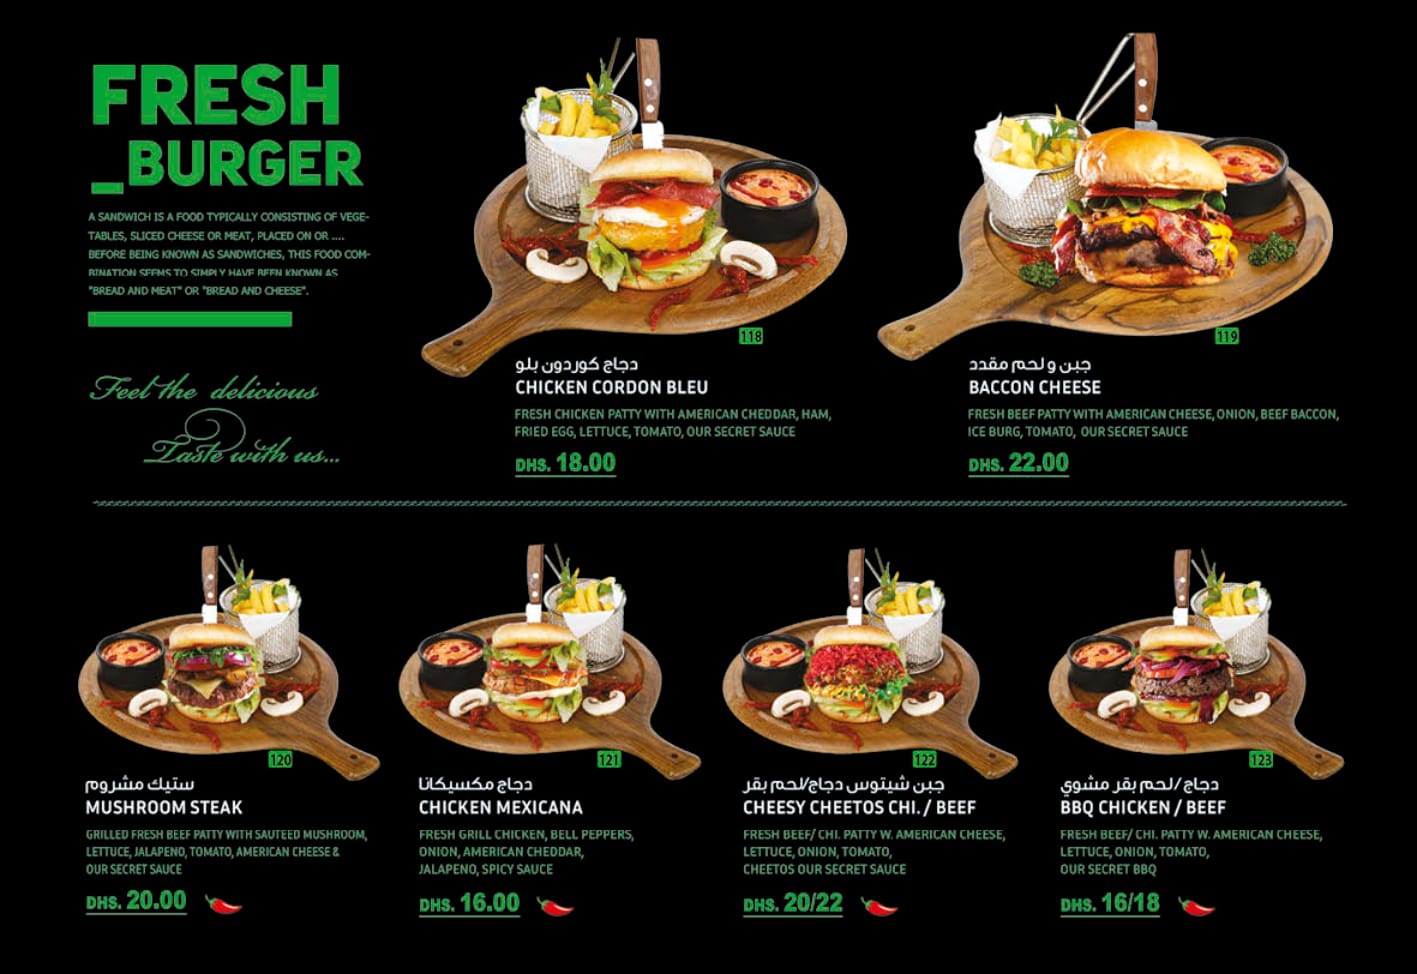 FRESH
_BURGER
A SANDWICH IS A FOOD TYPICALLY CONSISTING OF VEGE-
TABLES, SLICED CHEESE OR MEAT, PLACED ON OR ....
BEFORE BEING KNOWN AS SANDWICHES, THIS FOOD COM-
BINATION SEEMS TO SIMPLY HAVE BEEN KNOWN AS
"BREAD AND MEAT" OR "BREAD AND CHEESE".
Feel the delicious
Taste with us...
118
دجاج كوردون بلو
CHICKEN CORDON BLEU
FRESH CHICKEN PATTY WITH AMERICAN CHEDDAR, HAM,
FRIED EGG, LETTUCE, TOMATO, OUR SECRET SAUCE
DHS. 18.00
119
جبن و لحم مقدد
BACCON CHEESE
FRESH BEEF PATTY WITH AMERICAN CHEESE, ONION, BEEF BACCON,
ICE BURG, TOMATO, OUR SECRET SAUCE
DHS. 22.00
120
ستيك مشروم
MUSHROOM STEAK
GRILLED FRESH BEEF PATTY WITH SAUTEED MUSHROOM,
LETTUCE, JALAPENO, TOMATO, AMERICAN CHEESE &
OUR SECRET SAUCE
DHS. 20.00
121
دجاج مكسيكانا
CHICKEN MEXICANA
FRESH GRILL CHICKEN, BELL PEPPERS,
ONION, AMERICAN CHEDDAR,
JALAPENO, SPICY SAUCE
DHS. 16.00
122
جبن شيتوس دجاج/لحم بقر
CHEESY CHEETOS CHI. / BEEF
FRESH BEEF/ CHI. PATTY W. AMERICAN CHEESE,
LETTUCE, ONION, TOMATO,
CHEETOS OUR SECRET SAUCE
DHS. 20/22
123
دجاج /لحم بقر مشوي
BBQ CHICKEN / BEEF
FRESH BEEF/ CHI. PATTY W. AMERICAN CHEESE,
LETTUCE, ONION, TOMATO,
OUR SECRET BBQ
DHS. 16/18